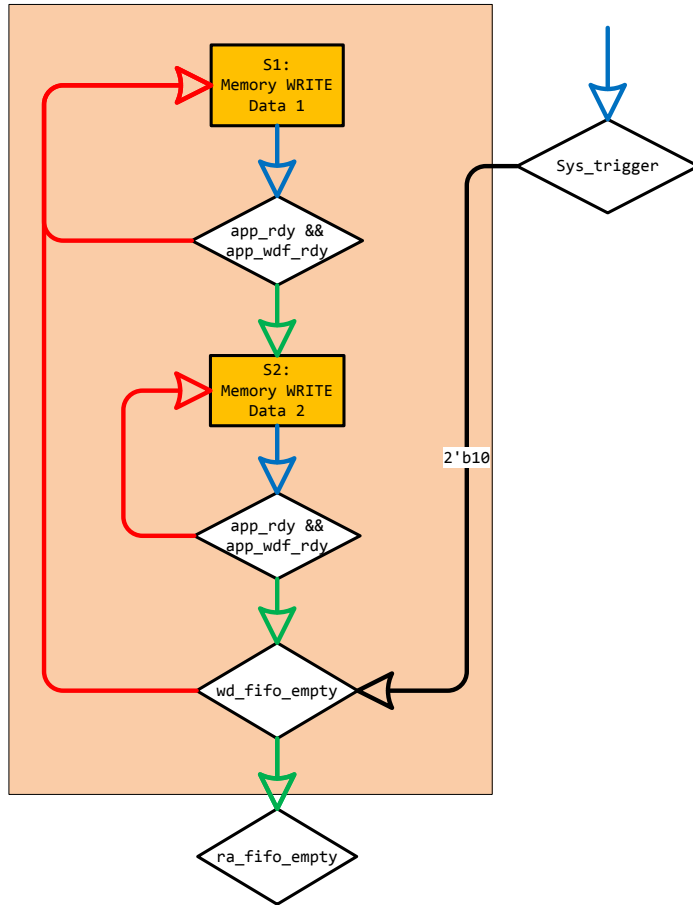 S1:
Memory WRITE
Data 1
Sys_trigger
app_rdy &&
app_wdf_rdy
S2:
Memory WRITE
Data 2
2'b10
app_rdy &&
app_wdf_rdy
wd_fifo_empty
ra_fifo_empty